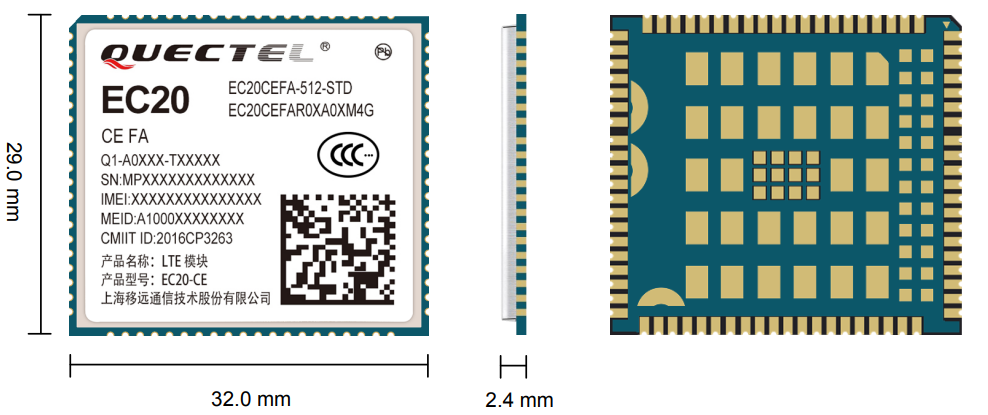 QUECTEL®
Pb
EC20
EC20CEFA-512-STD
EC20CEFAR0XA0XM4G
CE FA
CCC
Q1-A0XXX-TXXXXX
SN:MPXXXXXXXXXXXXX
IMEI:XXXXXXXXXXXXXXX
MEID:A1000XXXXXXXX
CMIIT ID:2016CP3263
产品名称：LTE 模块
产品型号：EC20-CE
上海移远通信技术股份有限公司
29.0 mm
32.0 mm
2.4 mm